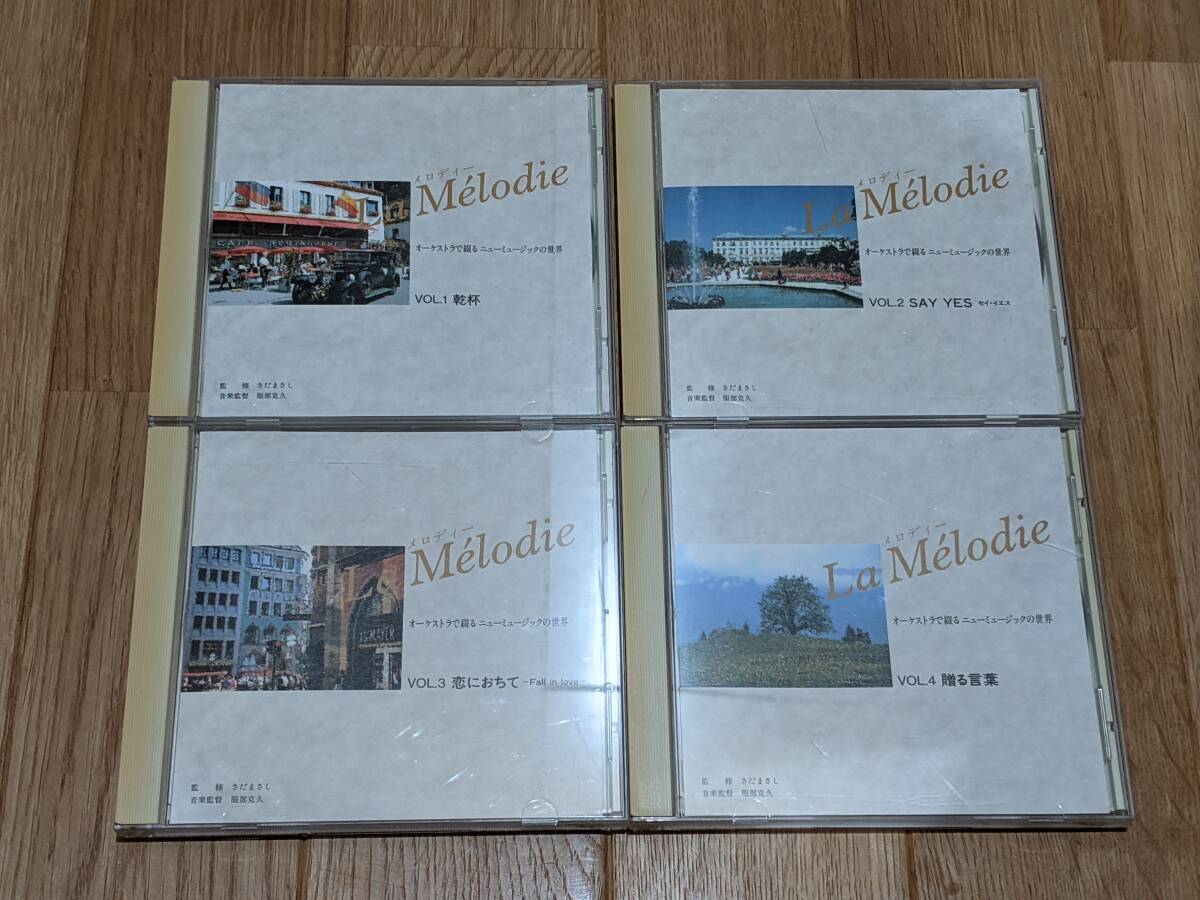 メロディー
La Mélodie
オーケストラで綴る ニューミュージックの世界
VOL.1 乾杯
CAFE RESTAURANT
監　修　さだまさし
音楽監督　服部克久
メロディー
La Mélodie
オーケストラで綴る ニューミュージックの世界
VOL.2 SAY YES セイ・イエス
監　修　さだまさし
音楽監督　服部克久
メロディー
Mélodie
オーケストラで綴る ニューミュージックの世界
VOL.3 恋におちて －Fall in love－
監　修　さだまさし
音楽監督　服部克久
メロディー
La Mélodie
オーケストラで綴る ニューミュージックの世界
VOL.4 贈る言葉
監　修　さだまさし
音楽監督　服部克久